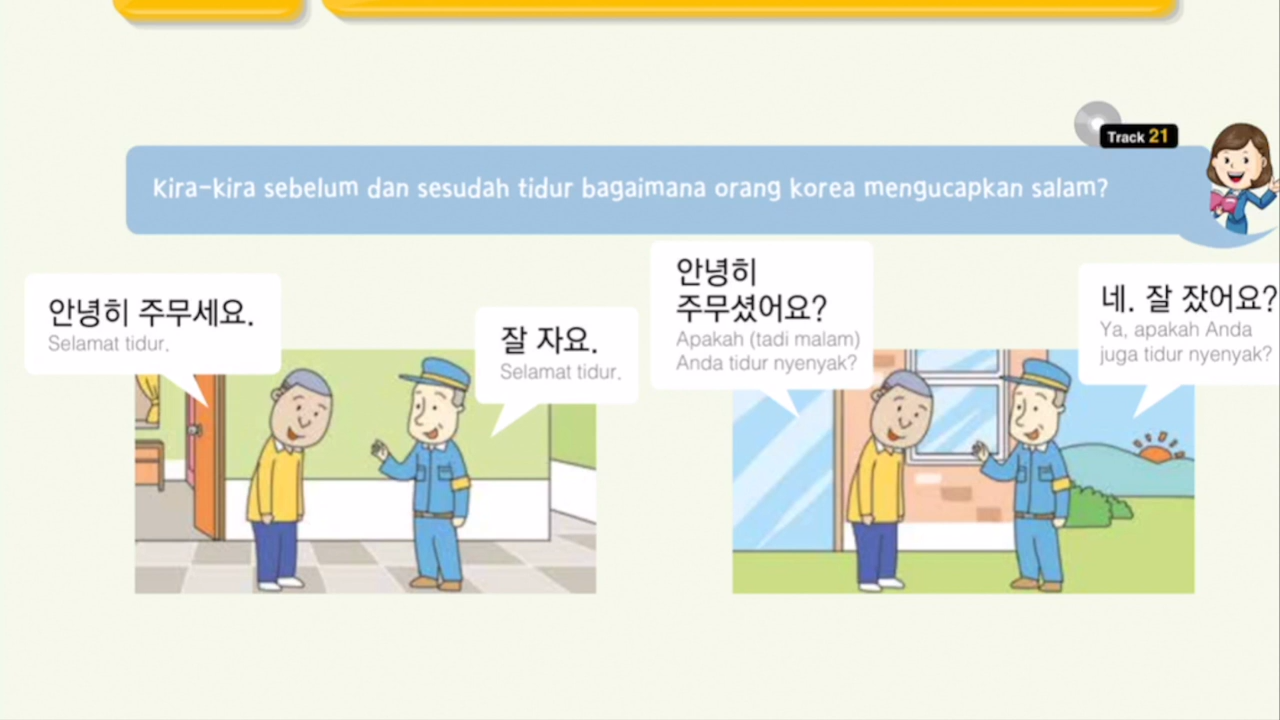 Track 21
Kira-kira sebelum dan sesudah tidur bagaimana orang korea mengucapkan salam?
안녕히 주무세요.
Selamat tidur.
잘 자요.
Selamat tidur.
안녕히
주무셨어요?
Apakah (tadi malam)
Anda tidur nyenyak?
네. 잘 잤어요?
Ya, apakah Anda
juga tidur nyenyak?